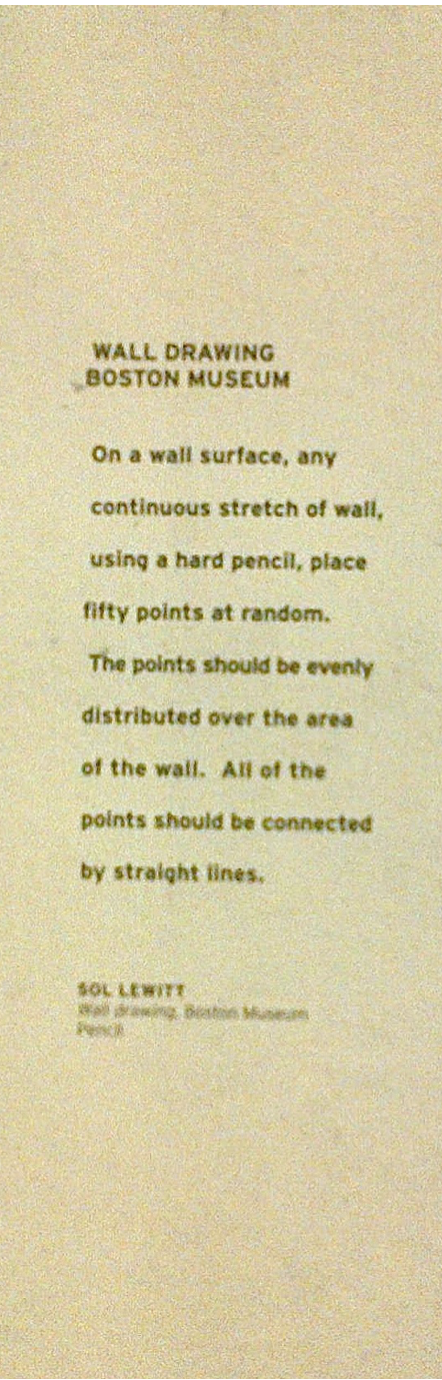 WALL DRAWING
BOSTON MUSEUM
On a wall surface, any
continuous stretch of wall,
using a hard pencil, place
fifty points at random.
The points should be evenly
distributed over the area
of the wall.  All of the
points should be connected
by straight lines.
SOL LEWITT
Wall drawing, Boston Museum
Pencil